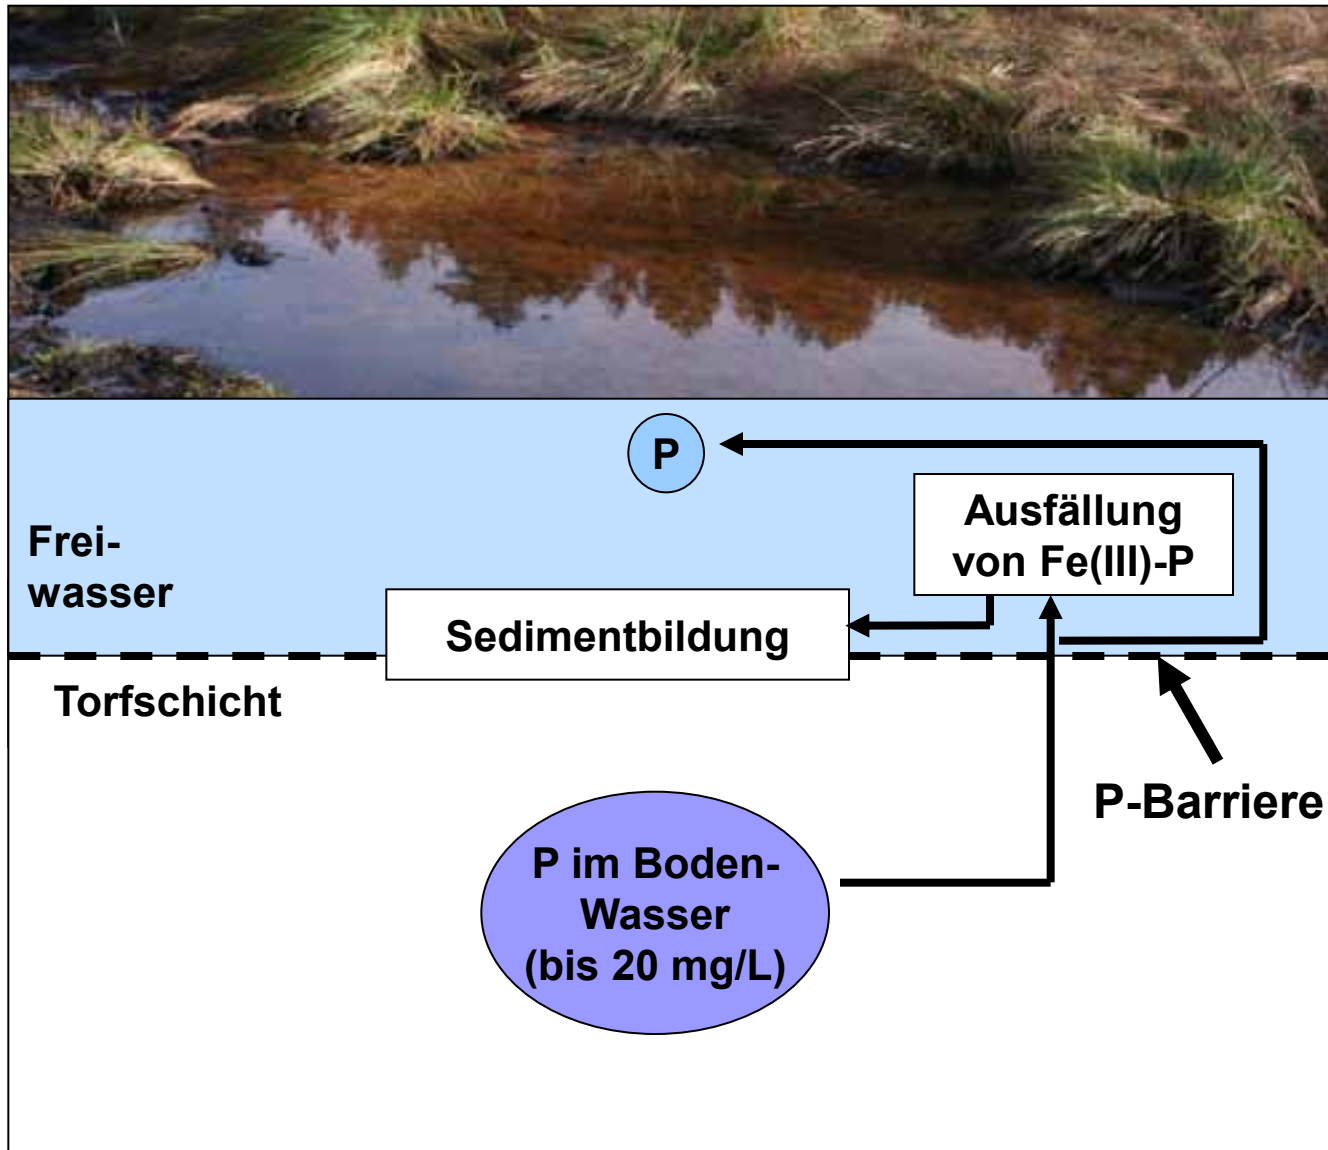 P
Ausfällung
von Fe(III)-P
Frei-
wasser
Sedimentbildung
Torfschicht
P-Barriere
P im Boden-
Wasser
(bis 20 mg/L)